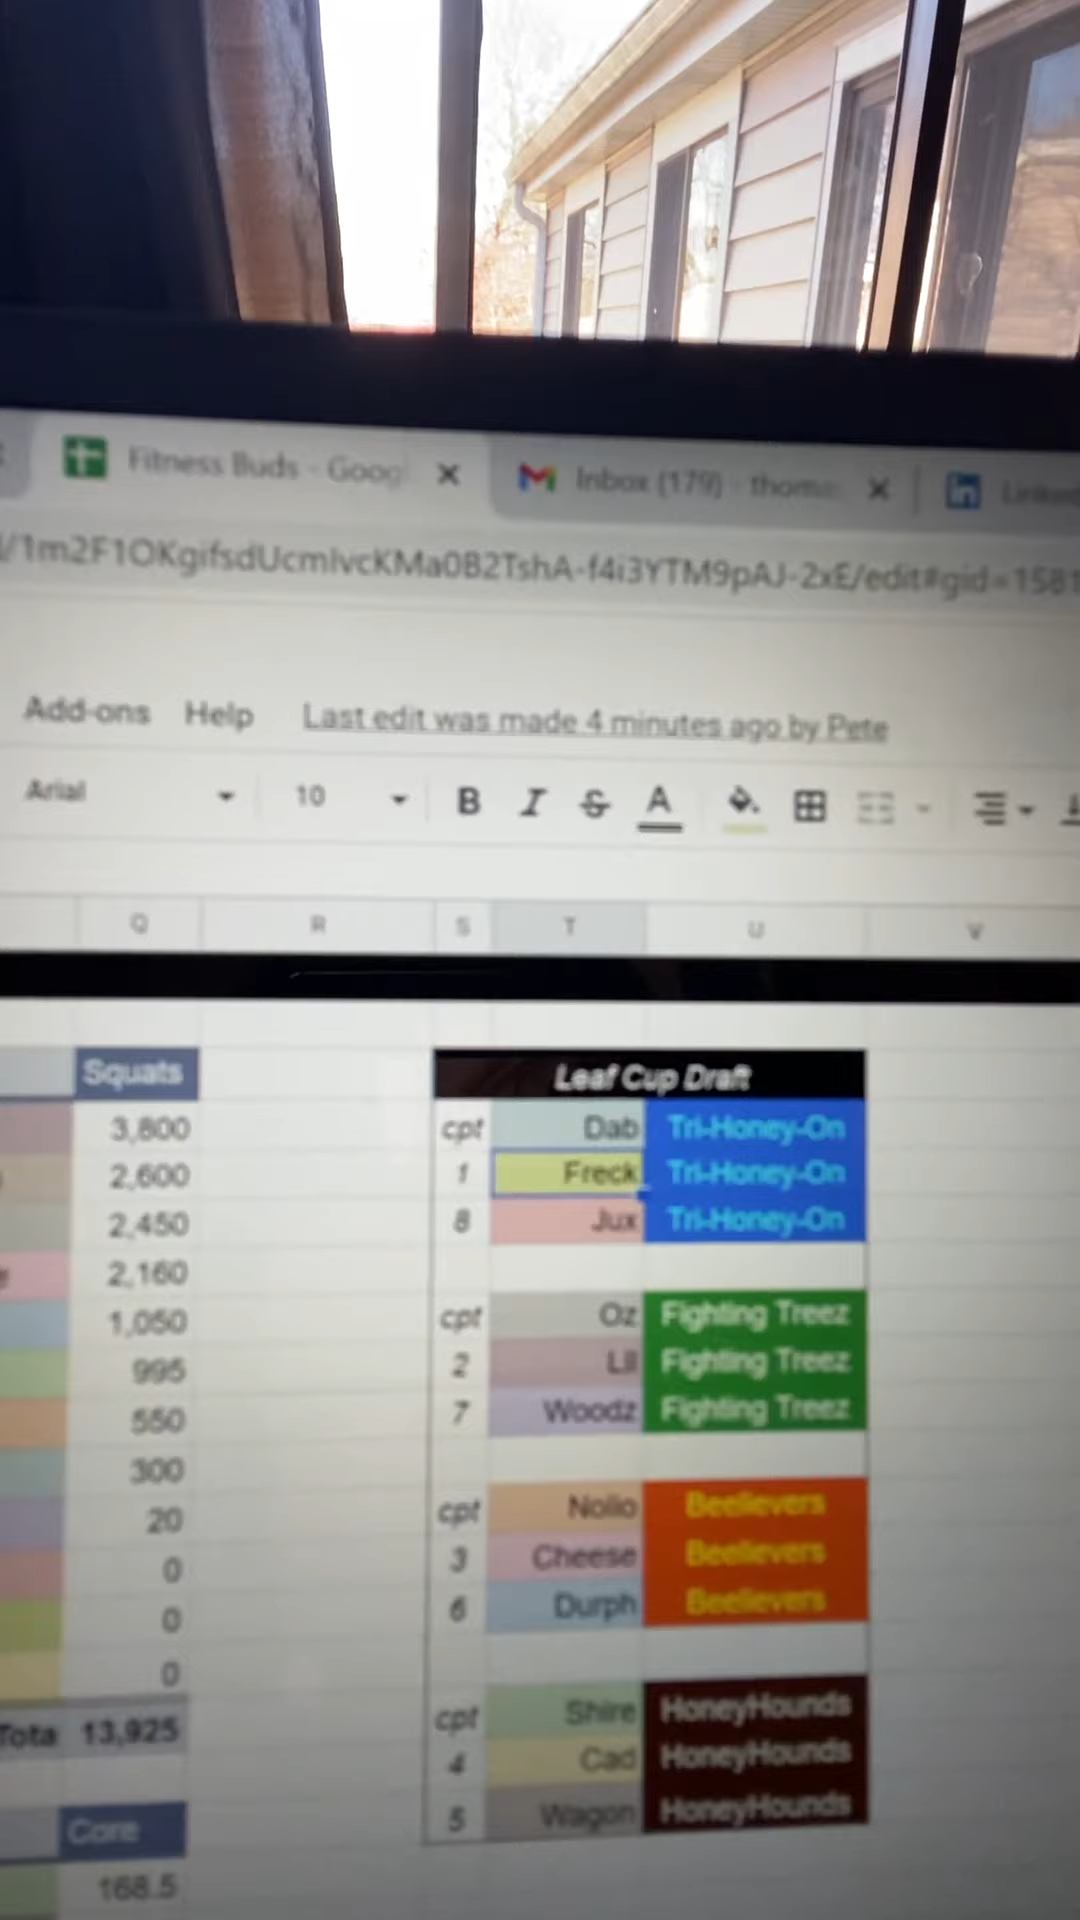 Fitness Buds - Goog
Inbox (179) - thoma
Linked
/1m2F1OKgifsdUcmIvcKMa0B2TshA-f4i3YTM9pAJ-2xE/edit#gid=1581
Add-ons Help Last edit was made 4 minutes ago by Pete
Arial 10 B I S A
Q R S T U V
Squats
3,800
2,600
2,450
2,160
1,050
995
550
300
20
0
0
0
Tota 13,925
Core
168.5
Leaf Cup Draft
cpt Dab Tri-Honey-On
1 Freck Tri-Honey-On
8 Jux Tri-Honey-On
cpt Oz Fighting Treez
2 Lil Fighting Treez
7 Woodz Fighting Treez
cpt Nollo Beelievers
3 Cheese Beelievers
6 Durph Beelievers
cpt Shire HoneyHounds
4 Cad HoneyHounds
5 Wagon HoneyHounds